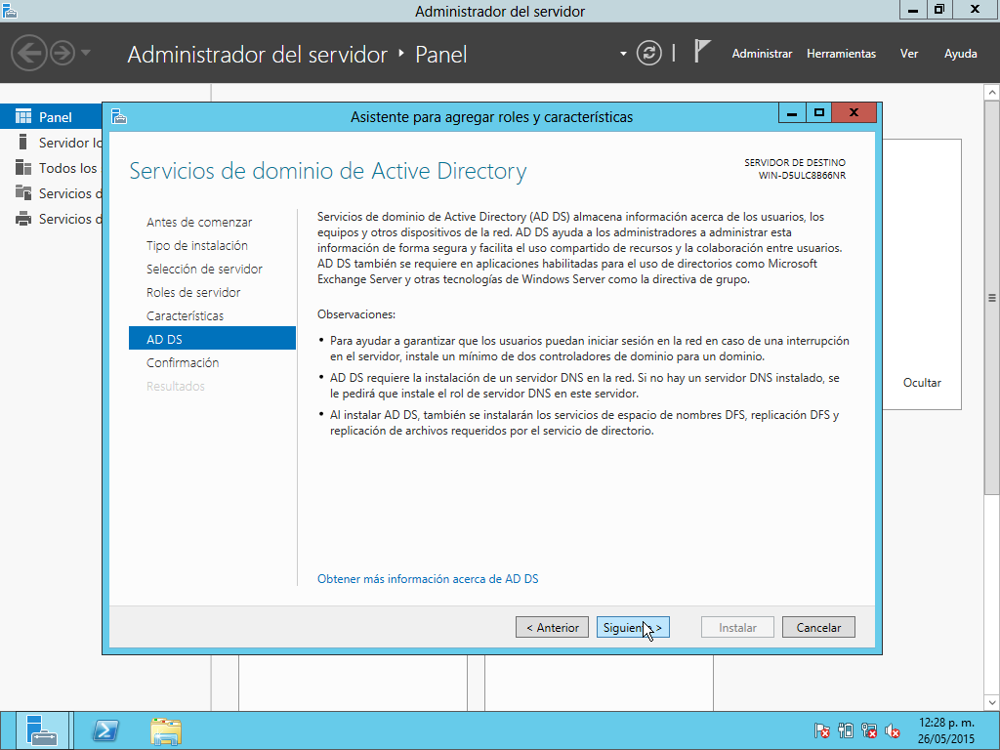 Administrador del servidor
Administrador del servidor ‣ Panel
Administrar Herramientas Ver Ayuda
Panel
Servidor lo
Todos los
Servicios d
Servicios d
Asistente para agregar roles y características
Servicios de dominio de Active Directory
SERVIDOR DE DESTINO
WIN-D5ULC8B66NR
Antes de comenzar
Tipo de instalación
Selección de servidor
Roles de servidor
Características
AD DS
Confirmación
Resultados
Servicios de dominio de Active Directory (AD DS) almacena información acerca de los usuarios, los
equipos y otros dispositivos de la red. AD DS ayuda a los administradores a administrar esta
información de forma segura y facilita el uso compartido de recursos y la colaboración entre usuarios.
AD DS también se requiere en aplicaciones habilitadas para el uso de directorios como Microsoft
Exchange Server y otras tecnologías de Windows Server como la directiva de grupo.
Observaciones:
• Para ayudar a garantizar que los usuarios puedan iniciar sesión en la red en caso de una interrupción
en el servidor, instale un mínimo de dos controladores de dominio para un dominio.
• AD DS requiere la instalación de un servidor DNS en la red. Si no hay un servidor DNS instalado, se
le pedirá que instale el rol de servidor DNS en este servidor.
• Al instalar AD DS, también se instalarán los servicios de espacio de nombres DFS, replicación DFS y
replicación de archivos requeridos por el servicio de directorio.
Obtener más información acerca de AD DS
Ocultar
< Anterior
Siguiente >
Instalar
Cancelar
12:28 p. m.
26/05/2015